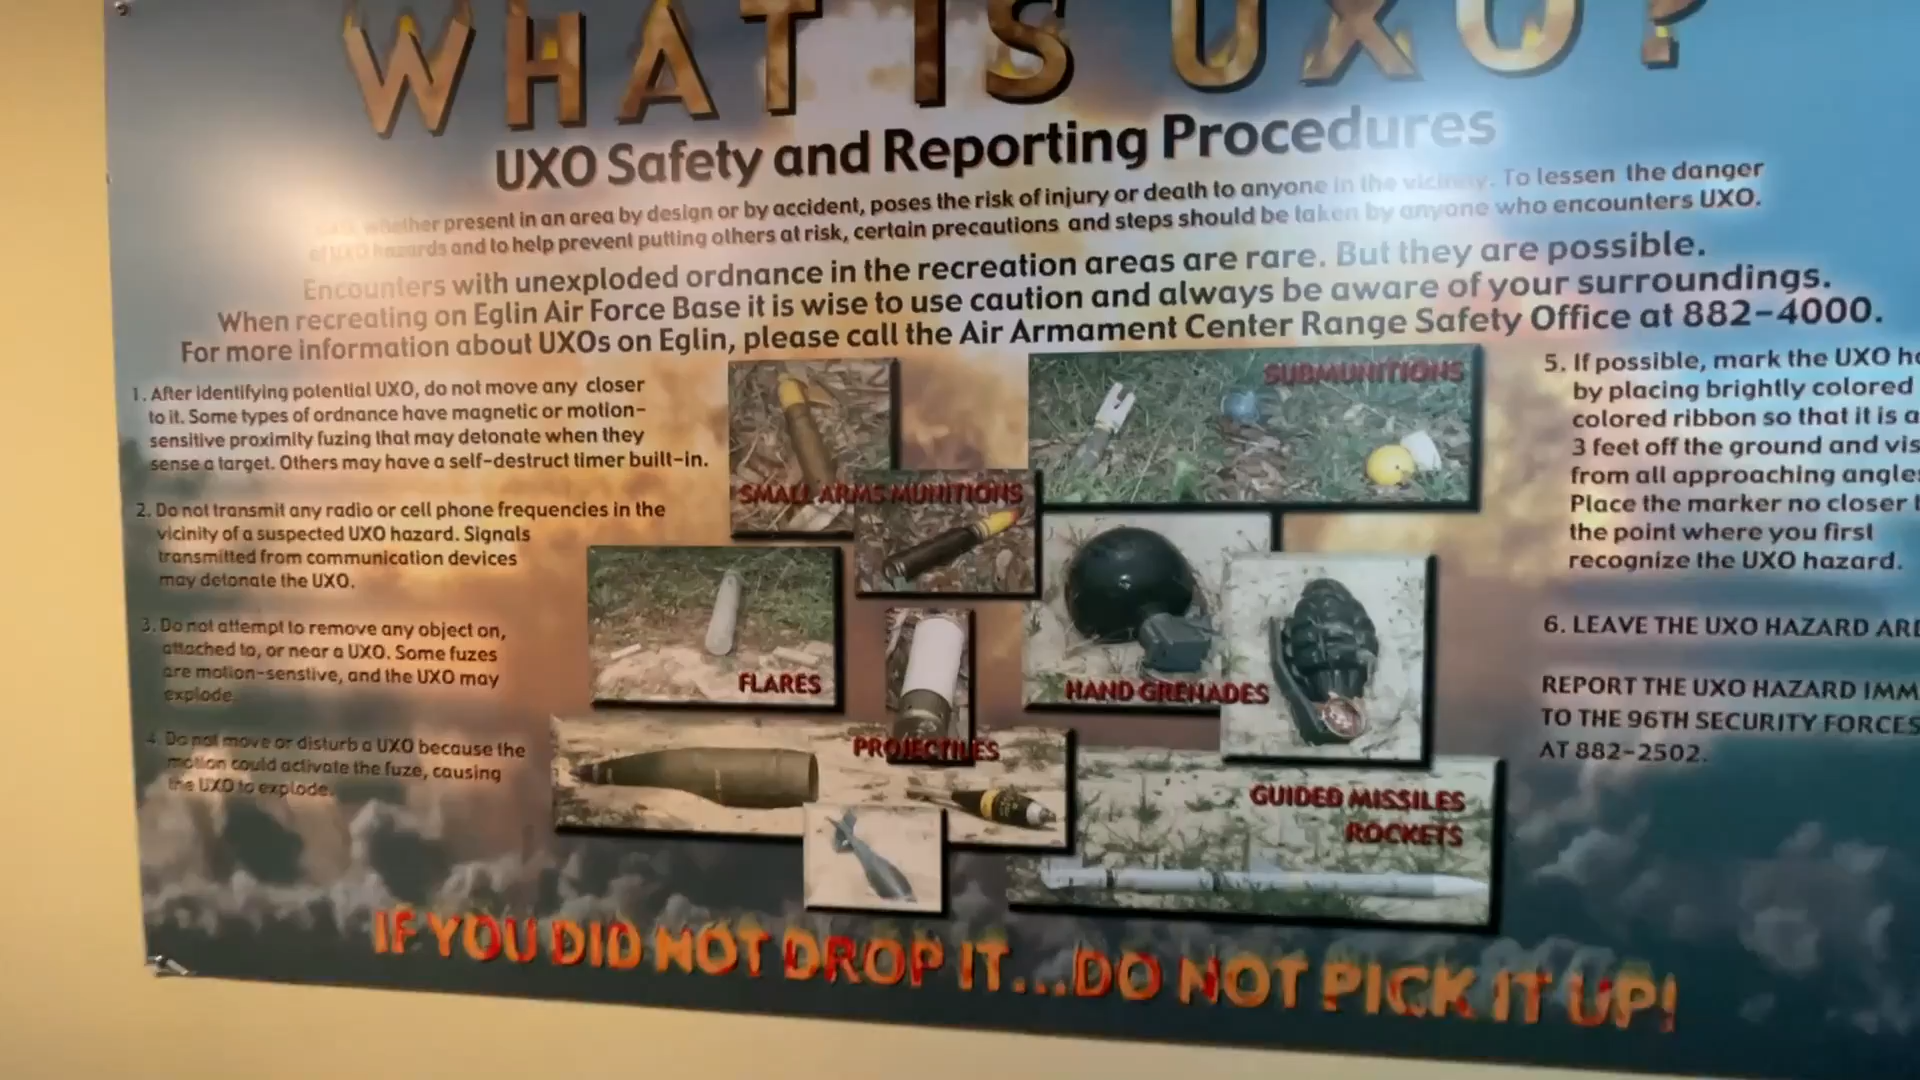 WHAT IS UXO?
UXO Safety and Reporting Procedures
whether present in an area by design or by accident, poses the risk of injury or death to anyone in the vicinity. To lessen the danger
of UXO hazards and to help prevent putting others at risk, certain precautions and steps should be taken by anyone who encounters UXO.
Encounters with unexploded ordnance in the recreation areas are rare. But they are possible.
When recreating on Eglin Air Force Base it is wise to use caution and always be aware of your surroundings.
For more information about UXOs on Eglin, please call the Air Armament Center Range Safety Office at 882-4000.
1. After identifying potential UXO, do not move any closer
to it. Some types of ordnance have magnetic or motion-
sensitive proximity fuzing that may detonate when they
sense a target. Others may have a self-destruct timer built-in.
2. Do not transmit any radio or cell phone frequencies in the
vicinity of a suspected UXO hazard. Signals
transmitted from communication devices
may detonate the UXO.
3. Do not attempt to remove any object on,
attached to, or near a UXO. Some fuzes
are motion-senstive, and the UXO may
explode.
4. Do not move or disturb a UXO because the
motion could activate the fuze, causing
the UXO to explode.
SMALL ARMS MUNITIONS
SUBMUNITIONS
FLARES
HAND GRENADES
PROJECTILES
GUIDED MISSILES
ROCKETS
5. If possible, mark the UXO
by placing brightly colored
colored ribbon so that it is
3 feet off the ground and
from all approaching
Place the marker no closer
the point where you first
recognize the UXO hazard.
6. LEAVE THE UXO HAZARD
REPORT THE UXO HAZARD
TO THE 96TH SECURITY FORCES
AT 882-2502.
IF YOU DID NOT DROP IT...DO NOT PICK IT UP!